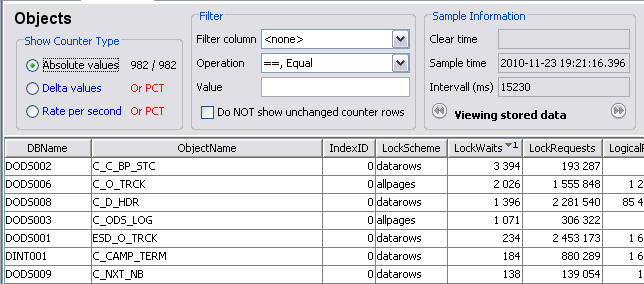 Objects
Show Counter Type
Absolute values 982 / 982
Delta values Or PCT
Rate per second Or PCT
Filter
Filter column <none>
Operation ==, Equal
Value
Do NOT show unchanged counter rows
Sample Information
Clear time
Sample time 2010-11-23 19:21:16.396
Intervall (ms) 15230
Viewing stored data
DBName ObjectName IndexID LockScheme LockWaits 1 LockRequests LogicalR
DODS002 C_C_BP_STC 0 datarows 3 394 193 287
DODS006 C_O_TRCK 0 allpages 2 026 1 555 848 1 2
DODS008 C_D_HDR 0 datarows 1 396 2 281 540 85 4
DODS003 C_ODS_LOG 0 allpages 1 071 306 322
DODS001 ESD_O_TRCK 0 datarows 234 2 453 173 1 6
DINT001 C_CAMP_TERM 0 datarows 184 880 289 1 6
DODS009 C_NXT_NB 0 datarows 138 139 054 1